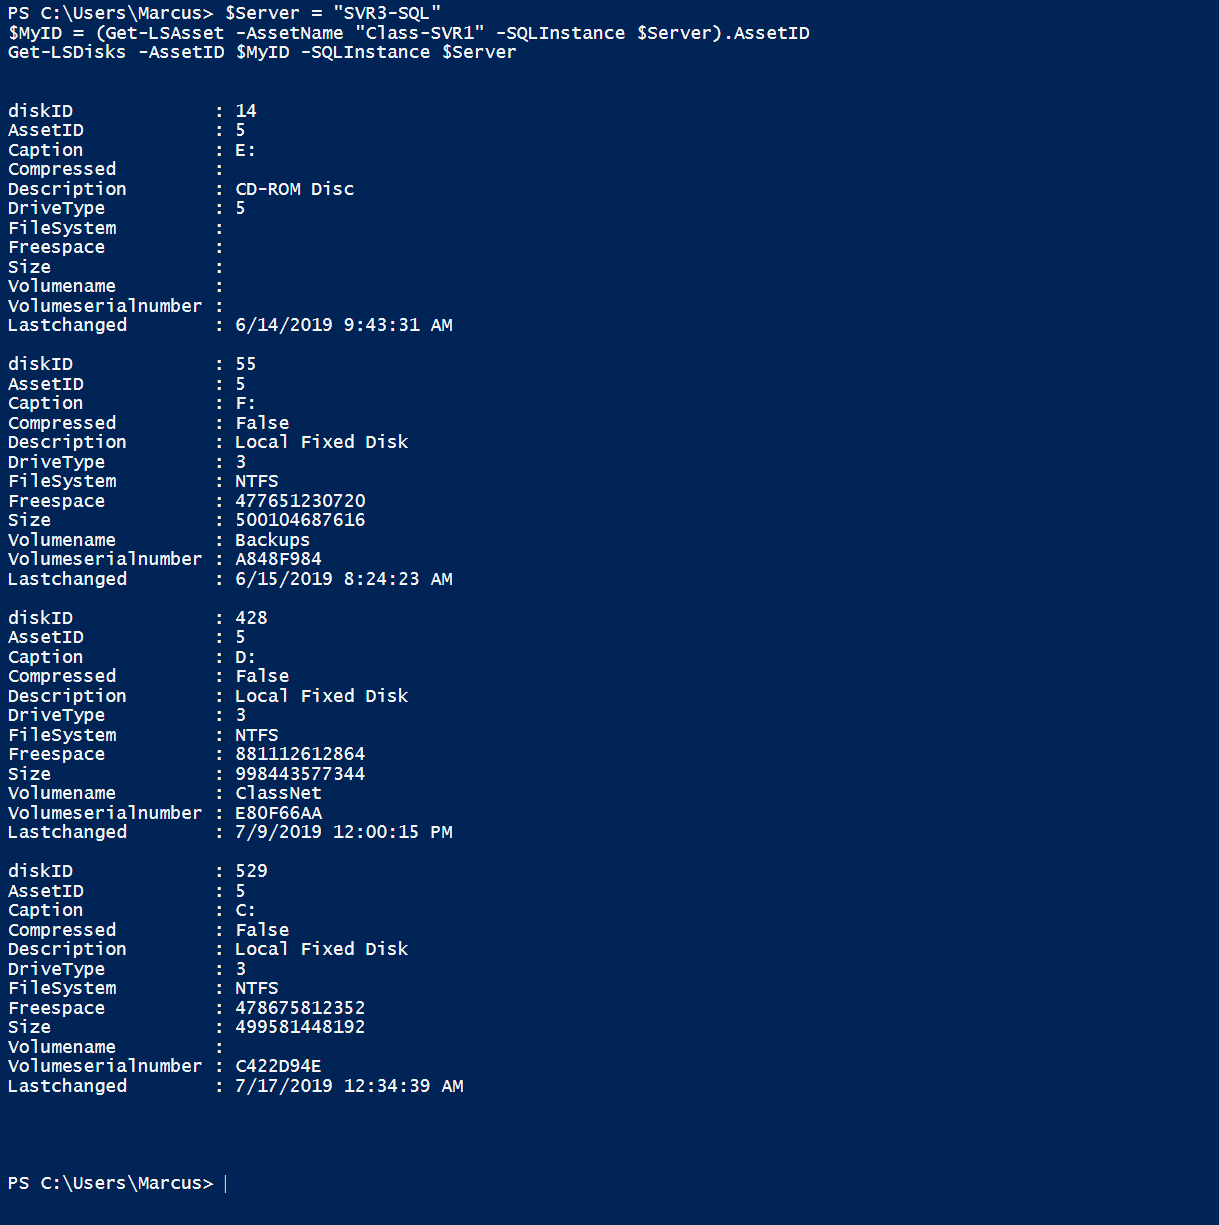 PS C:\Users\Marcus> $Server = "SVR3-SQL"
$MyID = (Get-LSAsset -AssetName "Class-SVR1" -SQLInstance $Server).AssetID
Get-LSDisks -AssetID $MyID -SQLInstance $Server
diskID : 14
AssetID : 5
Caption : E:
Compressed :
Description : CD-ROM Disc
DriveType : 5
FileSystem :
Freespace :
Size :
Volumename :
Volumeserialnumber :
Lastchanged : 6/14/2019 9:43:31 AM
diskID : 55
AssetID : 5
Caption : F:
Compressed : False
Description : Local Fixed Disk
DriveType : 3
FileSystem : NTFS
Freespace : 477651230720
Size : 500104687616
Volumename : Backups
Volumeserialnumber : A848F984
Lastchanged : 6/15/2019 8:24:23 AM
diskID : 428
AssetID : 5
Caption : D:
Compressed : False
Description : Local Fixed Disk
DriveType : 3
FileSystem : NTFS
Freespace : 881112612864
Size : 998443577344
Volumename : ClassNet
Volumeserialnumber : E80F66AA
Lastchanged : 7/9/2019 12:00:15 PM
diskID : 529
AssetID : 5
Caption : C:
Compressed : False
Description : Local Fixed Disk
DriveType : 3
FileSystem : NTFS
Freespace : 478675812352
Size : 499581448192
Volumename :
Volumeserialnumber : C422D94E
Lastchanged : 7/17/2019 12:34:39 AM
PS C:\Users\Marcus>